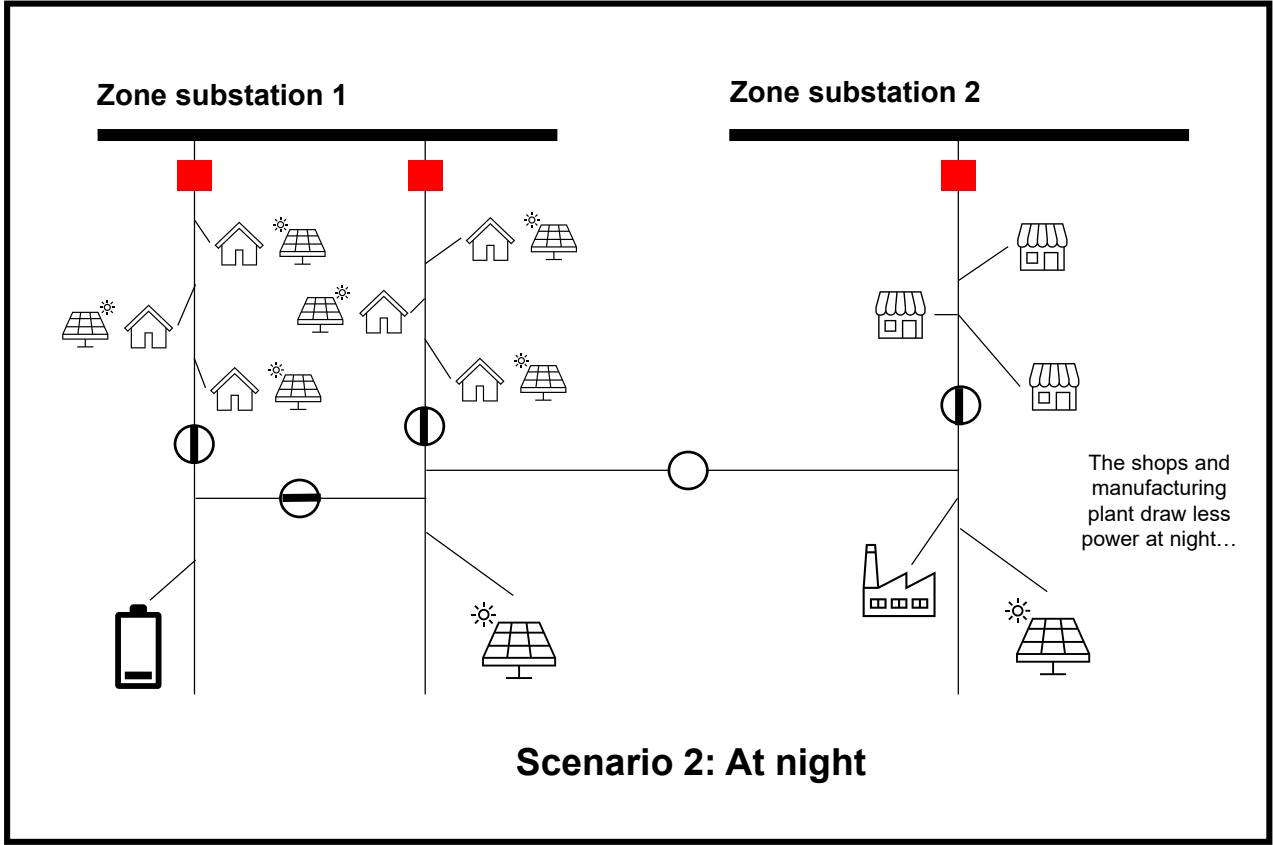 Zone substation 1
Zone substation 2
The shops and
manufacturing
plant draw less
power at night…
Scenario 2: At night